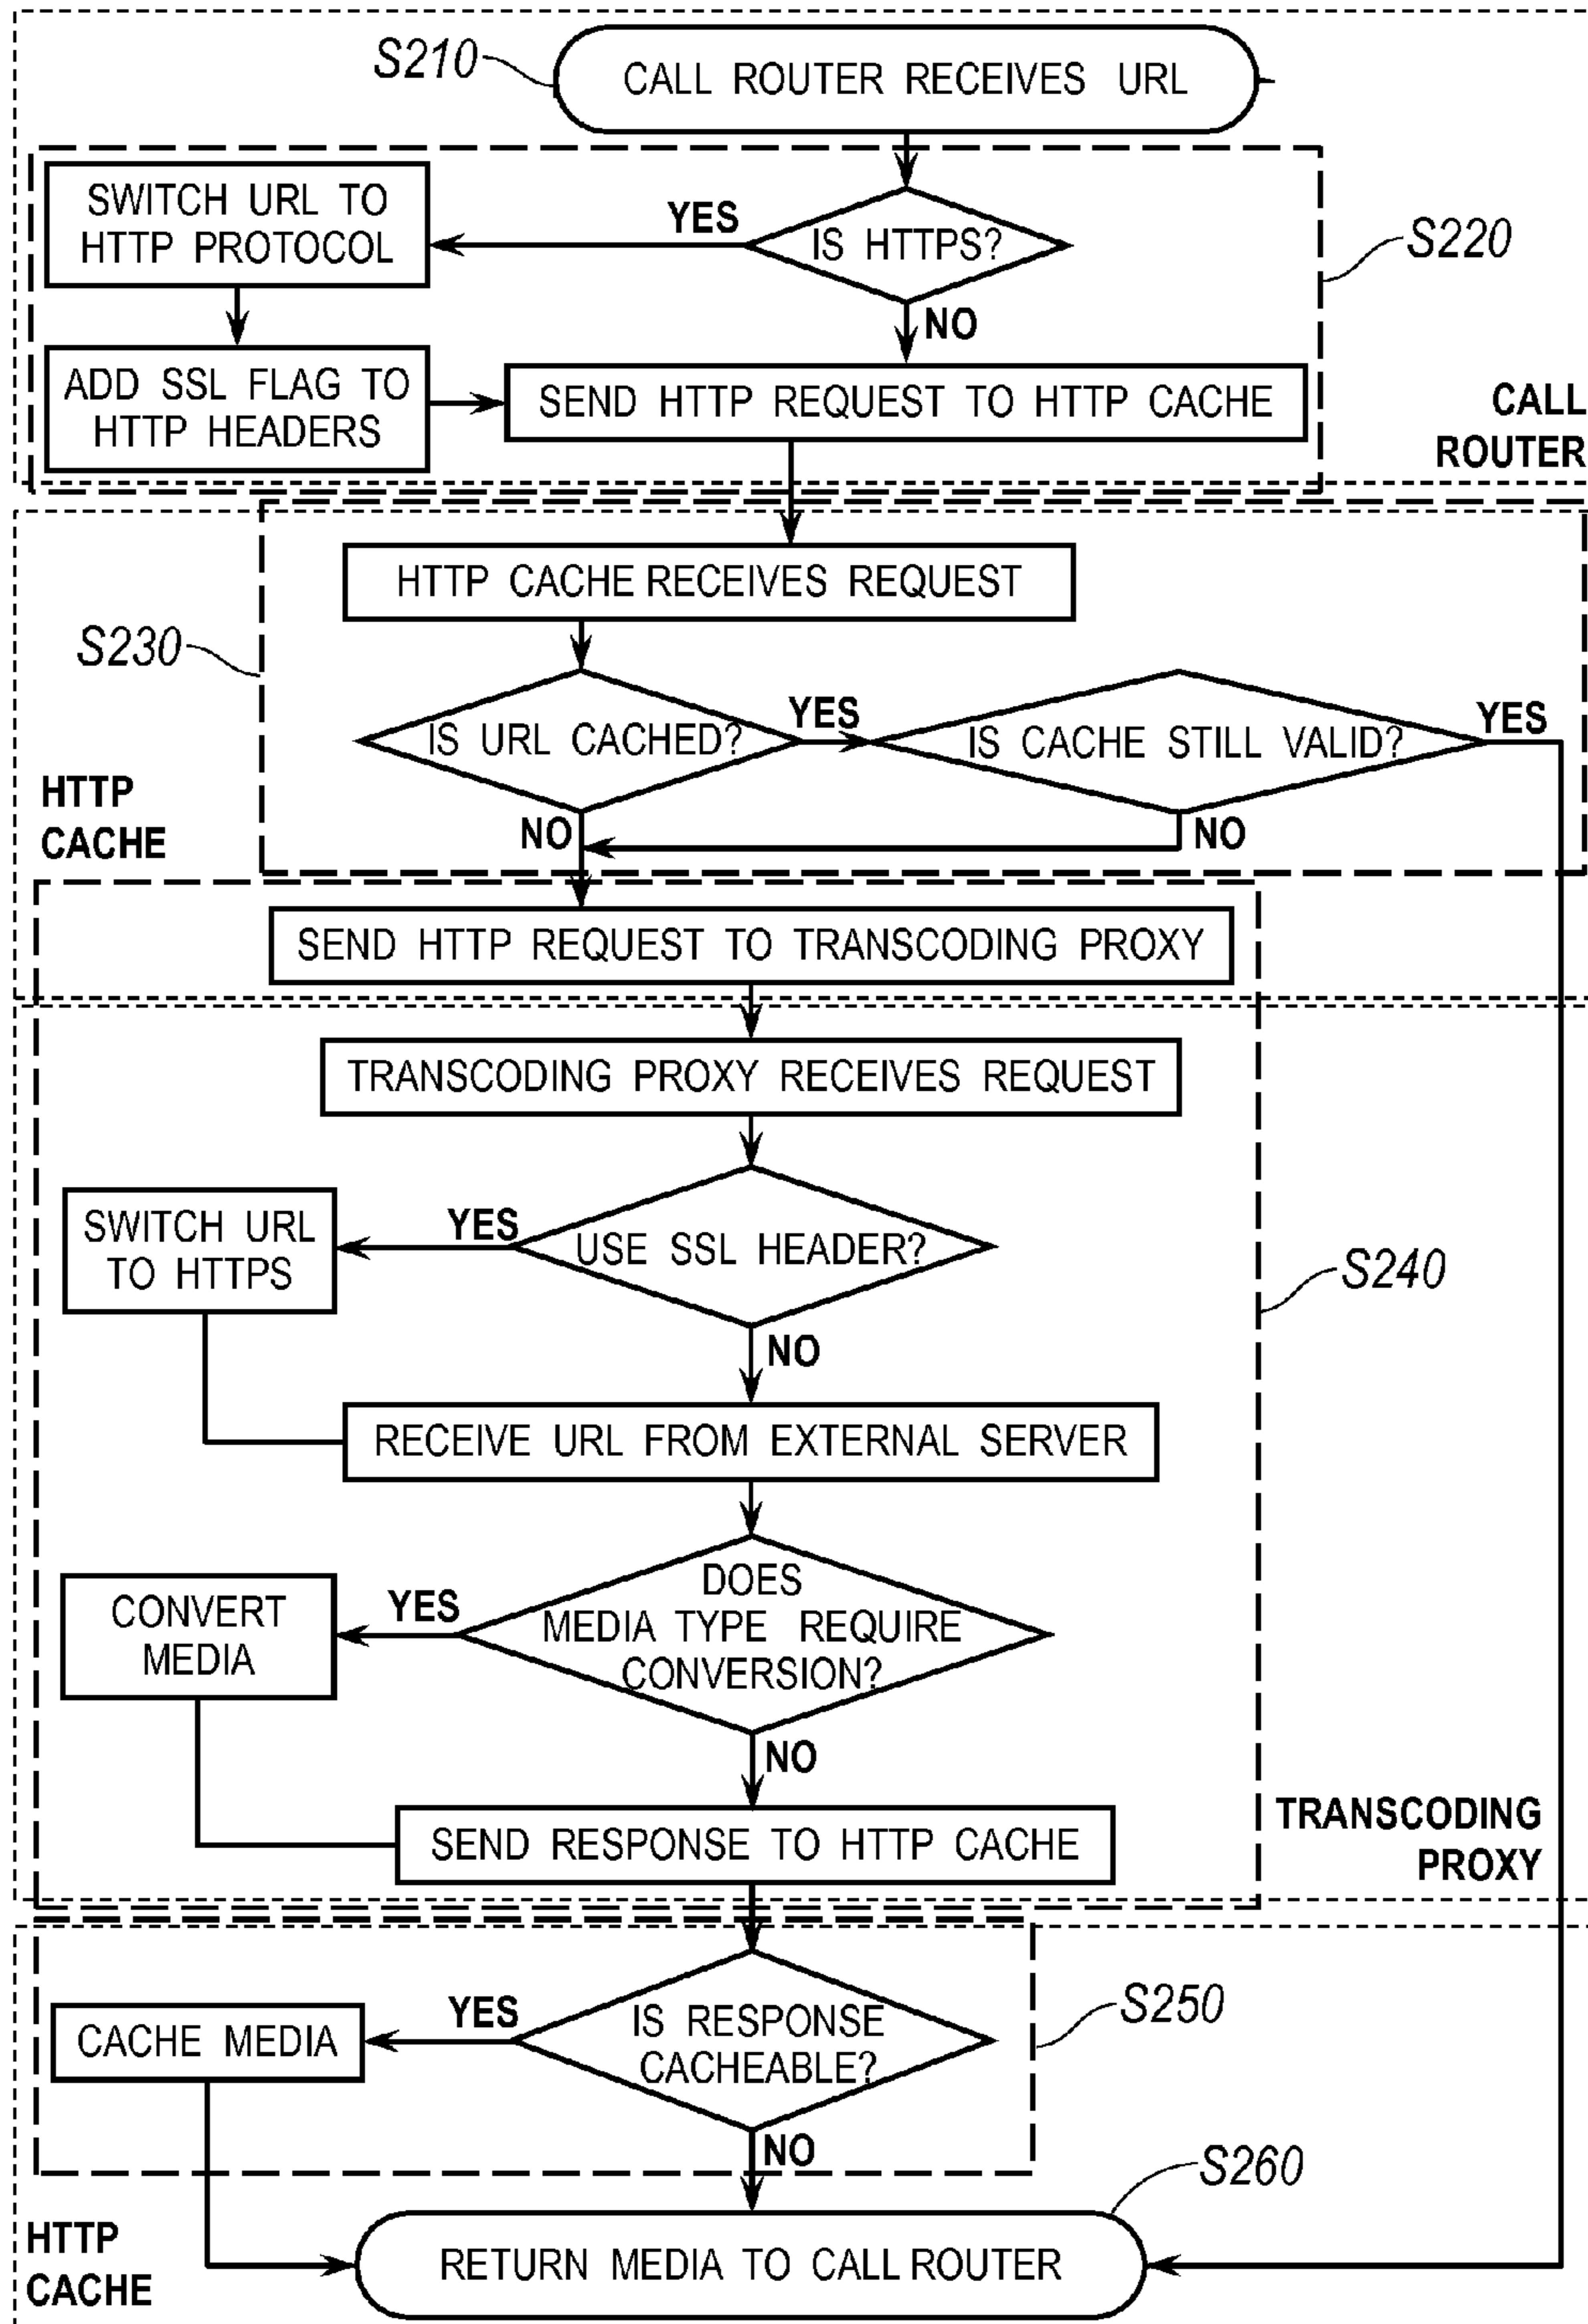 S210
CALL ROUTER RECEIVES URL
SWITCH URL TO
HTTP PROTOCOL
YES
IS HTTPS?
S220
NO
ADD SSL FLAG TO
HTTP HEADERS
SEND HTTP REQUEST TO HTTP CACHE
CALL
ROUTER
HTTP CACHE RECEIVES REQUEST
S230
IS URL CACHED?
YES
IS CACHE STILL VALID?
YES
HTTP
CACHE
NO
NO
SEND HTTP REQUEST TO TRANSCODING PROXY
TRANSCODING PROXY RECEIVES REQUEST
SWITCH URL
TO HTTPS
YES
USE SSL HEADER?
S240
NO
RECEIVE URL FROM EXTERNAL SERVER
CONVERT
MEDIA
YES
DOES
MEDIA TYPE REQUIRE
CONVERSION?
NO
SEND RESPONSE TO HTTP CACHE
TRANSCODING
PROXY
CACHE MEDIA
YES
IS RESPONSE
CACHEABLE?
S250
NO
S260
HTTP
CACHE
RETURN MEDIA TO CALL ROUTER